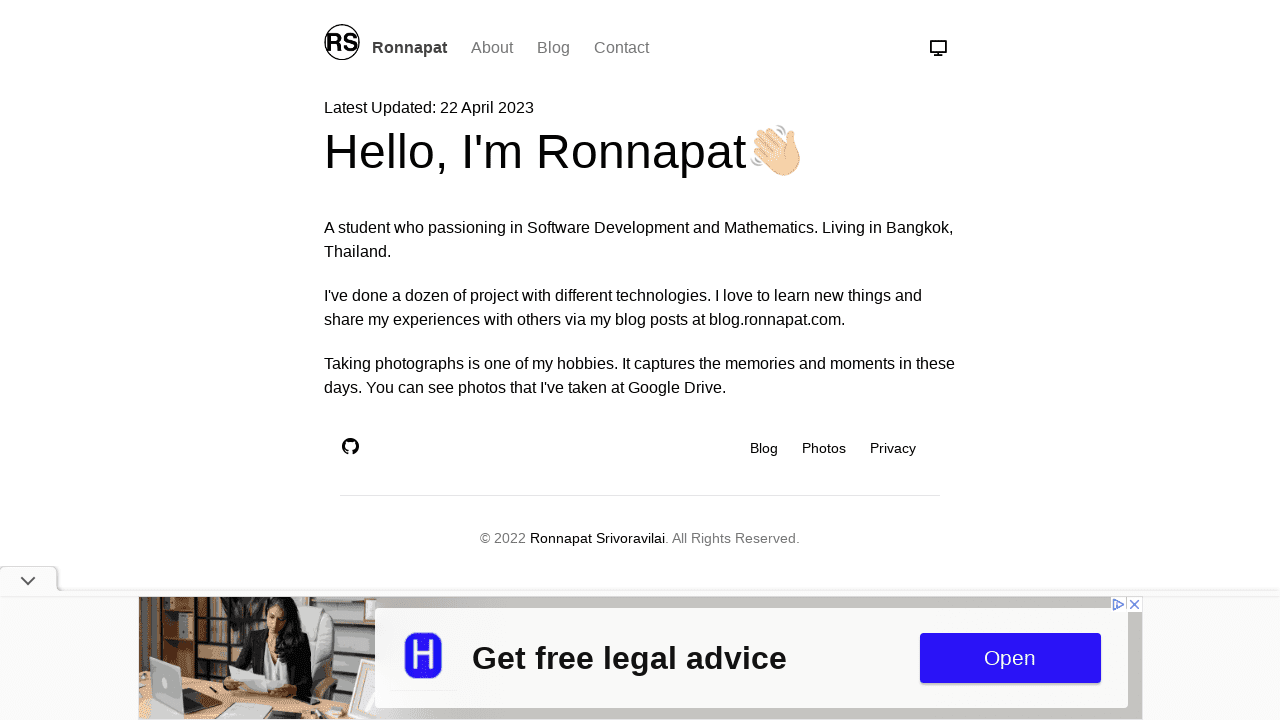 RS
Ronnapat
About
Blog
Contact
Latest Updated: 22 April 2023
Hello, I'm Ronnapat👋🏻
A student who passioning in Software Development and Mathematics. Living in Bangkok,
Thailand.
I've done a dozen of project with different technologies. I love to learn new things and
share my experiences with others via my blog posts at blog.ronnapat.com.
Taking photographs is one of my hobbies. It captures the memories and moments in these
days. You can see photos that I've taken at Google Drive.
Blog
Photos
Privacy
© 2022 Ronnapat Srivoravilai. All Rights Reserved.
H
Get free legal advice
Open